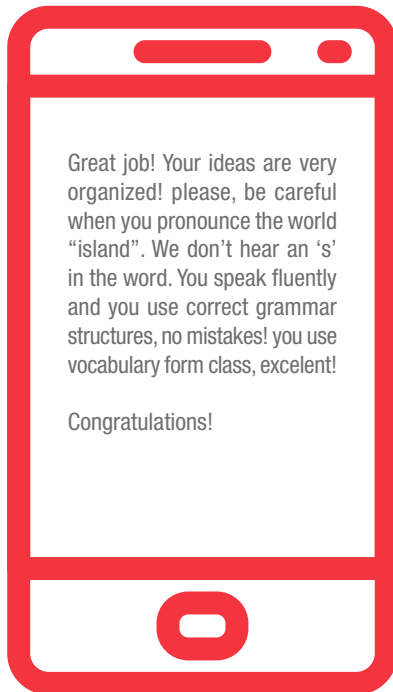 Great job! Your ideas are very
organized! please, be careful
when you pronounce the world
“island”. We don’t hear an ‘s’
in the word. You speak fluently
and you use correct grammar
structures, no mistakes! you use
vocabulary form class, excelent!
Congratulations!